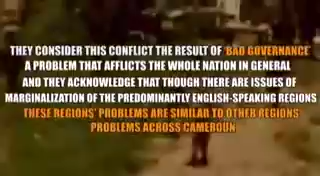 THEY CONSIDER THIS CONFLICT THE RESULT OF 'BAD GOVERNANCE'
A PROBLEM THAT AFFLICTS THE WHOLE NATION IN GENERAL
AND THEY ACKNOWLEDGE THAT THOUGH THERE ARE ISSUES OF
MARGINALIZATION OF THE PREDOMINANTLY ENGLISH-SPEAKING REGIONS
THESE REGIONS' PROBLEMS ARE SIMILAR TO OTHER REGIONS'
PROBLEMS ACROSS CAMEROUN